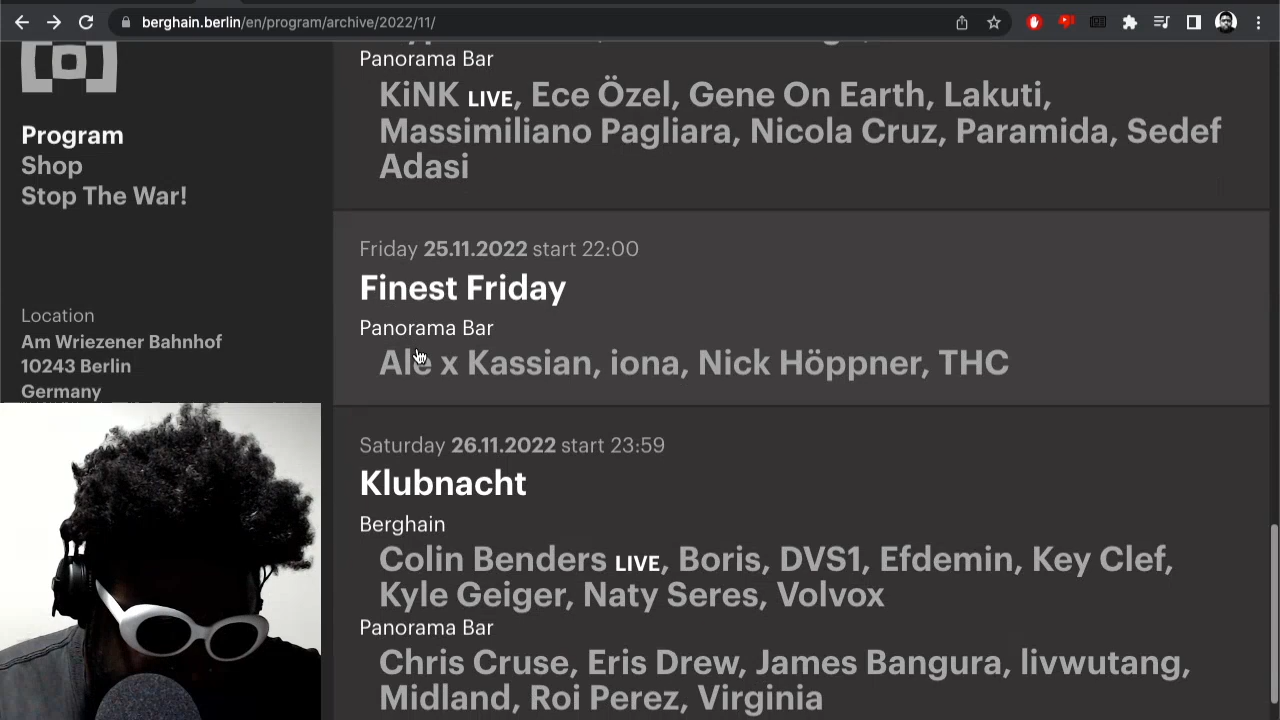 berghain.berlin/en/program/archive/2022/11/
Panorama Bar
KiNK LIVE, Ece Özel, Gene On Earth, Lakuti,
Massimiliano Pagliara, Nicola Cruz, Paramida, Sedef
Adasi
Program
Shop
Stop The War!
Friday 25.11.2022 start 22:00
Finest Friday
Panorama Bar
Ale x Kassian, iona, Nick Höppner, THC
Location
Am Wriezener Bahnhof
10243 Berlin
Germany
Saturday 26.11.2022 start 23:59
Klubnacht
Berghain
Colin Benders LIVE, Boris, DVS1, Efdemin, Key Clef,
Kyle Geiger, Naty Seres, Volvox
Panorama Bar
Chris Cruse, Eris Drew, James Bangura, livwutang,
Midland, Roi Perez, Virginia